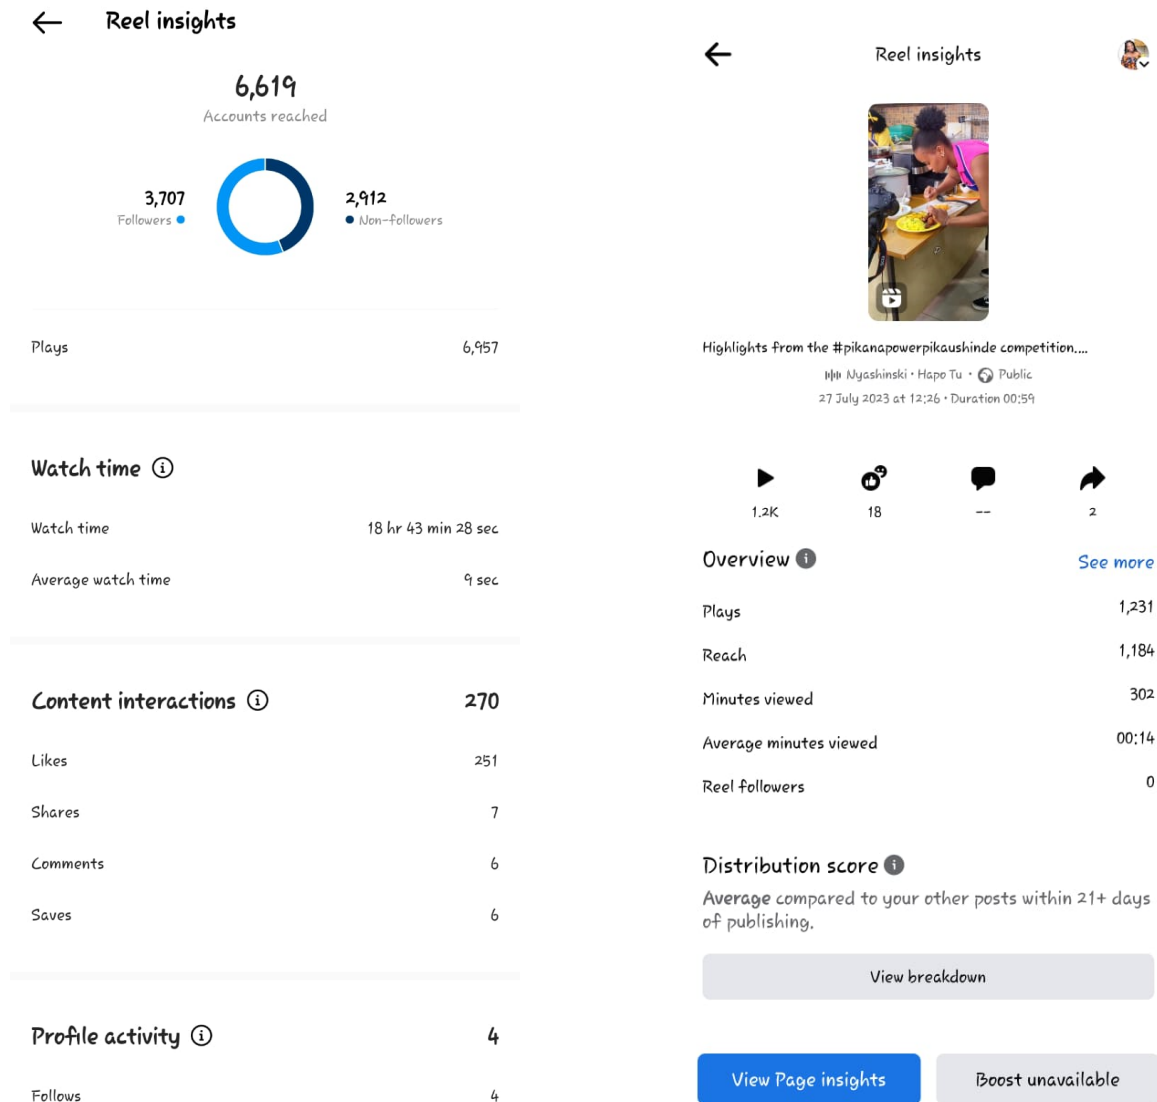 Reel insights
6,619
Accounts reached
3,707
Followers
2,912
Non-followers
Plays 6,957
Watch time
Watch time 18 hr 43 min 28 sec
Average watch time 9 sec
Content interactions 270
Likes 251
Shares 7
Comments 6
Saves 6
Profile activity 4
Follows 4
Reel insights
Highlights from the #pikanapowerpikaushinde competition....
Nyashinski • Hapo Tu • Public
27 July 2023 at 12:26 • Duration 00:59
1.2K 18 -- 2
Overview See more
Plays 1,231
Reach 1,184
Minutes viewed 302
Average minutes viewed 00:14
Reel followers 0
Distribution score
Average compared to your other posts within 21+ days
of publishing.
View breakdown
View Page insights Boost unavailable